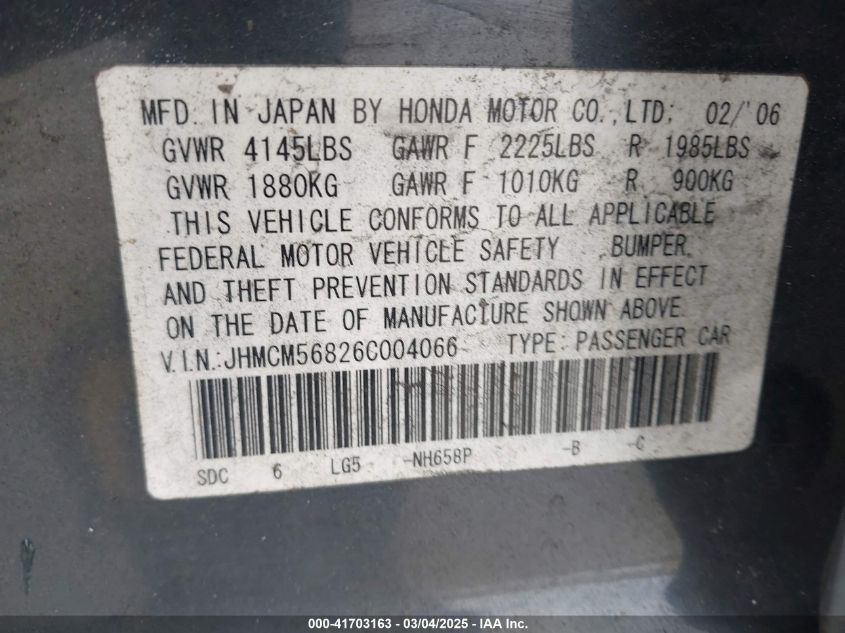 MFD. IN JAPAN BY HONDA MOTOR CO.,LTD. 02/'06
GVWR 4145LBS GAWR F 2225LBS R 1985LBS
GVWR 1880KG GAWR F 1010KG R 900KG
THIS VEHICLE CONFORMS TO ALL APPLICABLE
FEDERAL MOTOR VEHICLE SAFETY , BUMPER,
AND THEFT PREVENTION STANDARDS IN EFFECT
ON THE DATE OF MANUFACTURE SHOWN ABOVE.
V.I.N.:JHMCM56826C004066 TYPE:PASSENGER CAR
SDC 6 LG5 -NH658P -B -C
000-41703163 - 03/04/2025 - IAA Inc.